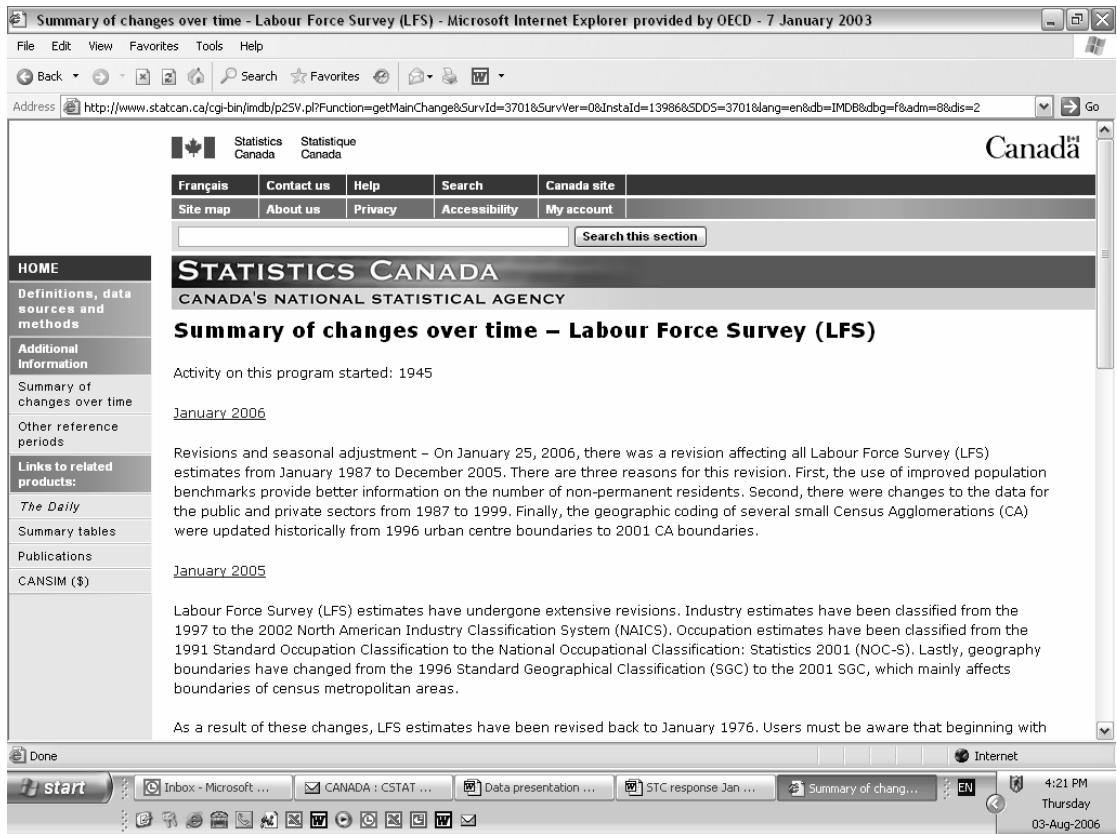 Summary of changes over time - Labour Force Survey (LFS) - Microsoft Internet Explorer provided by OECD - 7 January 2003
File Edit View Favorites Tools Help
Back Search Favorites
Address http://www.statcan.ca/cgi-bin/imdb/p2SV.pl?Function=getMainChange&SurvId=3701&SurvVer=0&InstaId=13986&SDDS=3701&lang=en&db=IMDB&dbg=f&adm=8&dis=2 Go
Statistics Statistique
Canada Canada
Canada
Français Contact us Help Search Canada site
Site map About us Privacy Accessibility My account
Search this section
HOME
Definitions, data
sources and
methods
Additional
Information
Summary of
changes over time
Other reference
periods
Links to related
products:
The Daily
Summary tables
Publications
CANSIM ($)
STATISTICS CANADA
CANADA'S NATIONAL STATISTICAL AGENCY
Summary of changes over time – Labour Force Survey (LFS)
Activity on this program started: 1945
January 2006
Revisions and seasonal adjustment – On January 25, 2006, there was a revision affecting all Labour Force Survey (LFS)
estimates from January 1987 to December 2005. There are three reasons for this revision. First, the use of improved population
benchmarks provide better information on the number of non-permanent residents. Second, there were changes to the data for
the public and private sectors from 1987 to 1999. Finally, the geographic coding of several small Census Agglomerations (CA)
were updated historically from 1996 urban centre boundaries to 2001 CA boundaries.
January 2005
Labour Force Survey (LFS) estimates have undergone extensive revisions. Industry estimates have been classified from the
1997 to the 2002 North American Industry Classification System (NAICS). Occupation estimates have been classified from the
1991 Standard Occupation Classification to the National Occupational Classification: Statistics 2001 (NOC-S). Lastly, geography
boundaries have changed from the 1996 Standard Geographical Classification (SGC) to the 2001 SGC, which mainly affects
boundaries of census metropolitan areas.
As a result of these changes, LFS estimates have been revised back to January 1976. Users must be aware that beginning with
Done Internet
start Inbox - Microsoft ... CANADA : CSTAT ... Data presentation ... STC response Jan ... Summary of chang... EN 4:21 PM
Thursday
03-Aug-2006